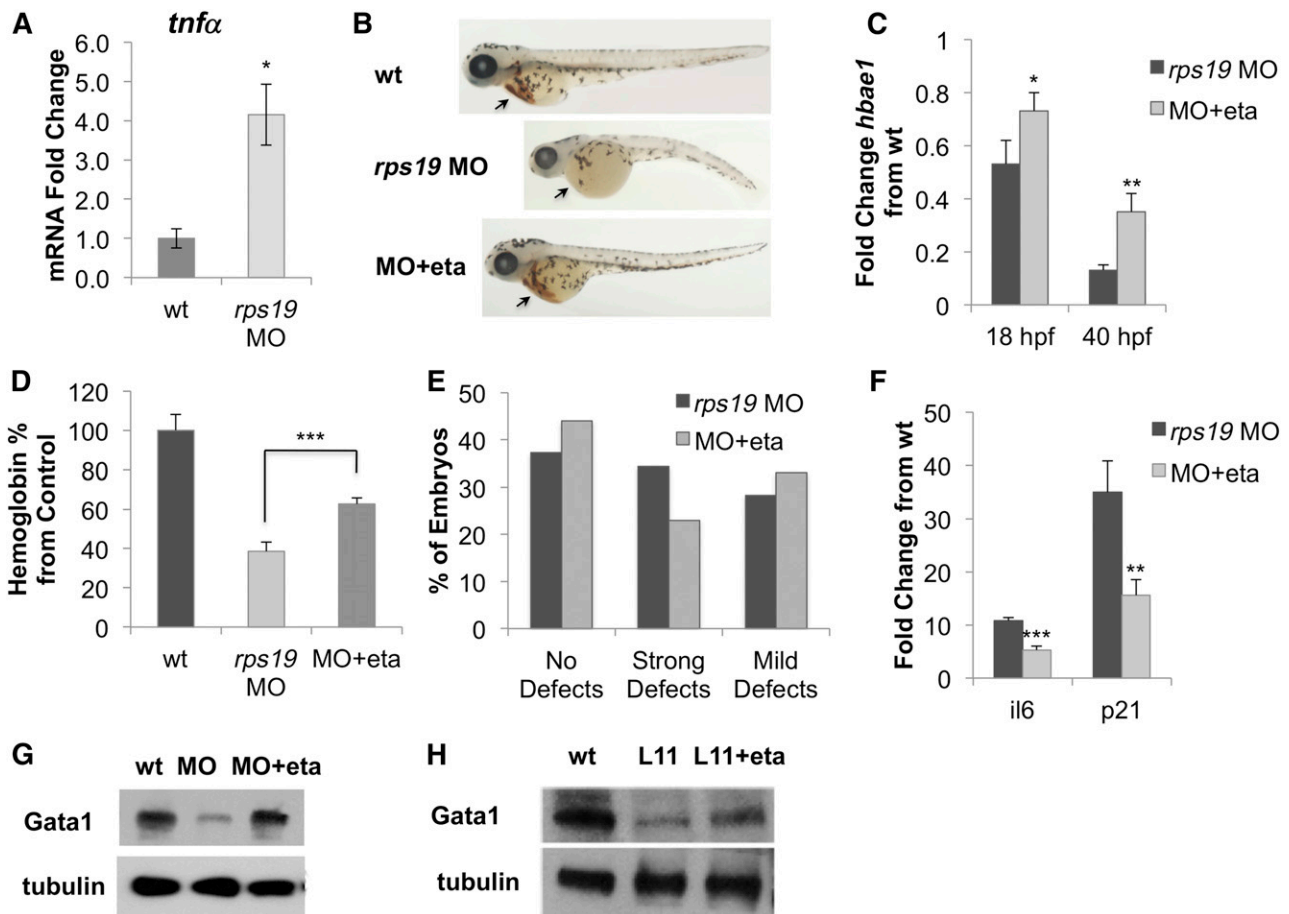 A
tnfα
mRNA Fold Change
6.0
5.0
4.0
3.0
2.0
1.0
0.0
*
wt
rps19
MO
B
wt
rps19 MO
MO+eta
C
Fold Change hbae1
from wt
1
0.8
0.6
0.4
0.2
0
*
**
rps19 MO
MO+eta
18 hpf
40 hpf
D
Hemoglobin %
from Control
120
100
80
60
40
20
0
***
wt
rps19
MO
MO+eta
E
% of Embryos
50
40
30
20
10
0
rps19 MO
MO+eta
No
Defects
Strong
Defects
Mild
Defects
F
Fold Change from wt
50
40
30
20
10
0
***
**
rps19 MO
MO+eta
il6
p21
G
wt MO MO+eta
Gata1
tubulin
H
wt L11 L11+eta
Gata1
tubulin